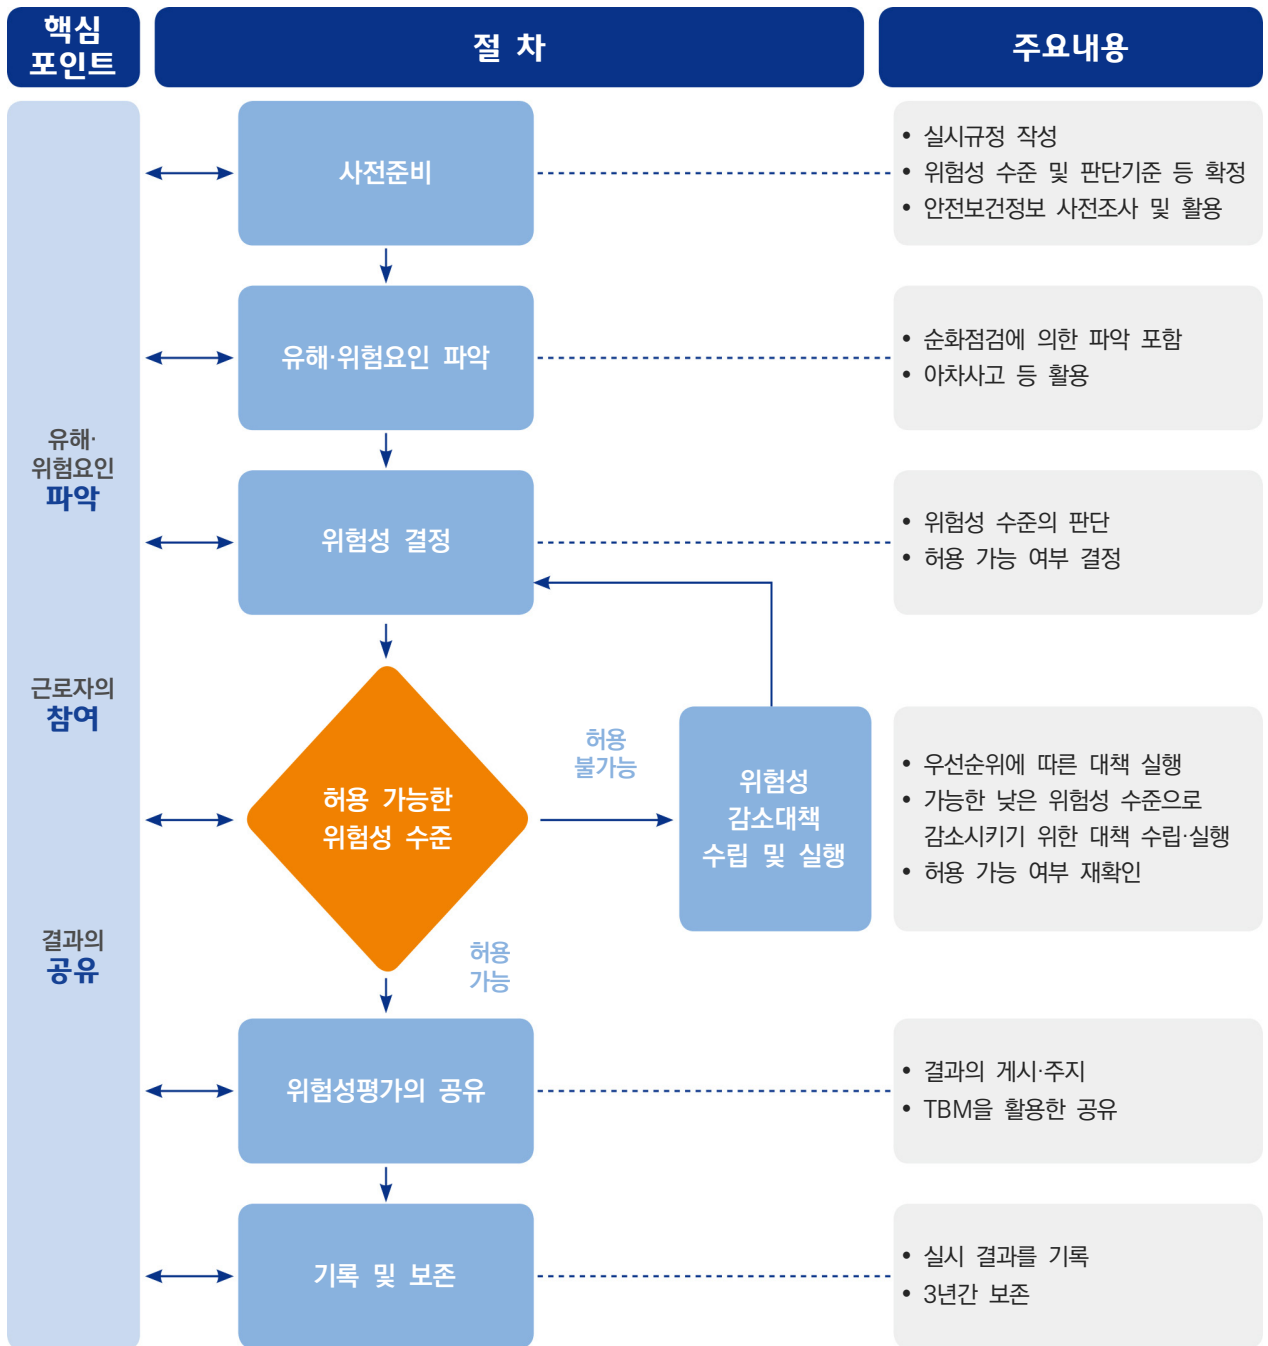 핵심
포인트
절 차
주요내용
유해·
위험요인
파악
근로자의
참여
결과의
공유
사전준비
• 실시규정 작성
• 위험성 수준 및 판단기준 등 확정
• 안전보건정보 사전조사 및 활용
유해·위험요인 파악
• 순화점검에 의한 파악 포함
• 아차사고 등 활용
위험성 결정
• 위험성 수준의 판단
• 허용 가능 여부 결정
허용 가능한
위험성 수준
허용
불가능
위험성
감소대책
수립 및 실행
• 우선순위에 따른 대책 실행
• 가능한 낮은 위험성 수준으로
감소시키기 위한 대책 수립·실행
• 허용 가능 여부 재확인
허용
가능
위험성평가의 공유
• 결과의 게시·주지
• TBM을 활용한 공유
기록 및 보존
• 실시 결과를 기록
• 3년간 보존